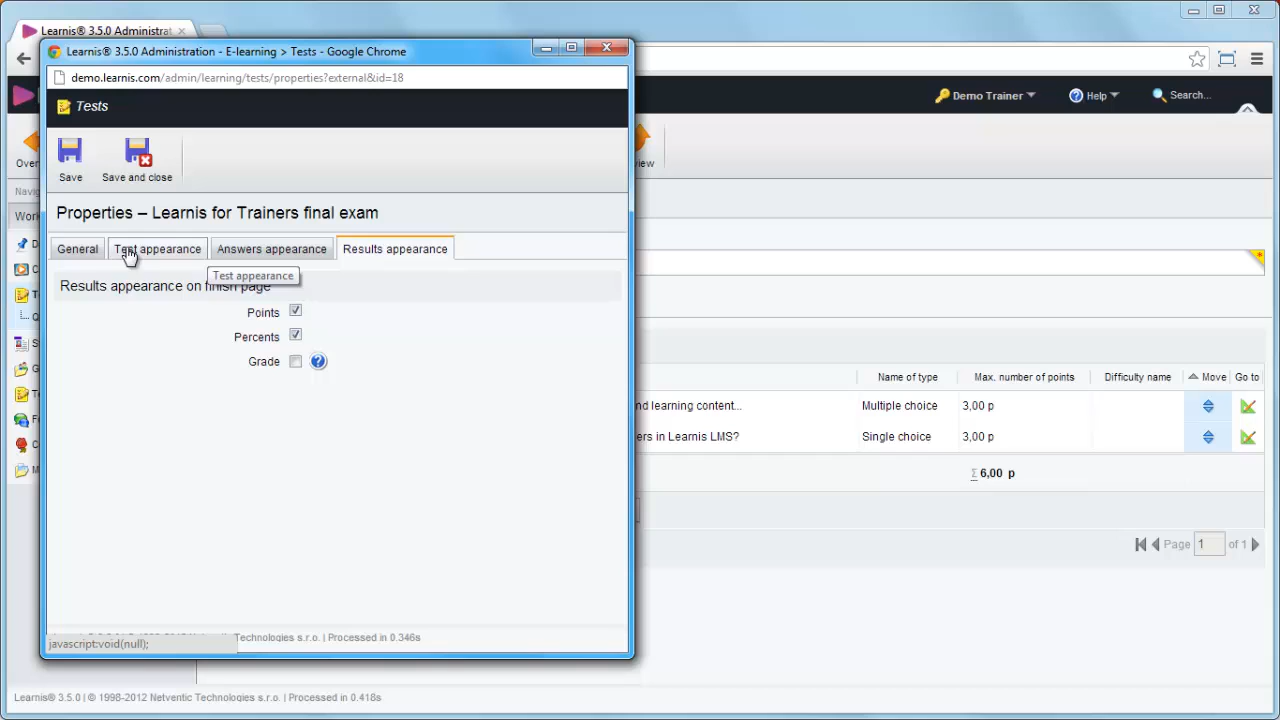 Learnis® 3.5.0 Administrat
Learnis® 3.5.0 Administration - E-learning > Tests - Google Chrome
demo.learnis.com/admin/learning/tests/properties?external&id=18
Tests
Demo Trainer
Help
Search...
Save
Save and close
Over
view
Navig
Work
Properties – Learnis for Trainers final exam
General
Test appearance
Answers appearance
Results appearance
Test appearance
Results appearance on finish page
Points
Percents
Grade
Name of type
Max. number of points
Difficulty name
Move
Go to
nd learning content...
Multiple choice
3,00 p
ers in Learnis LMS?
Single choice
3,00 p
Σ 6,00 p
Page 1 of 1
Technologies s.r.o. | Processed in 0.346s
javascript:void(null);
Learnis® 3.5.0 | © 1998-2012 Netventic Technologies s.r.o. | Processed in 0.418s